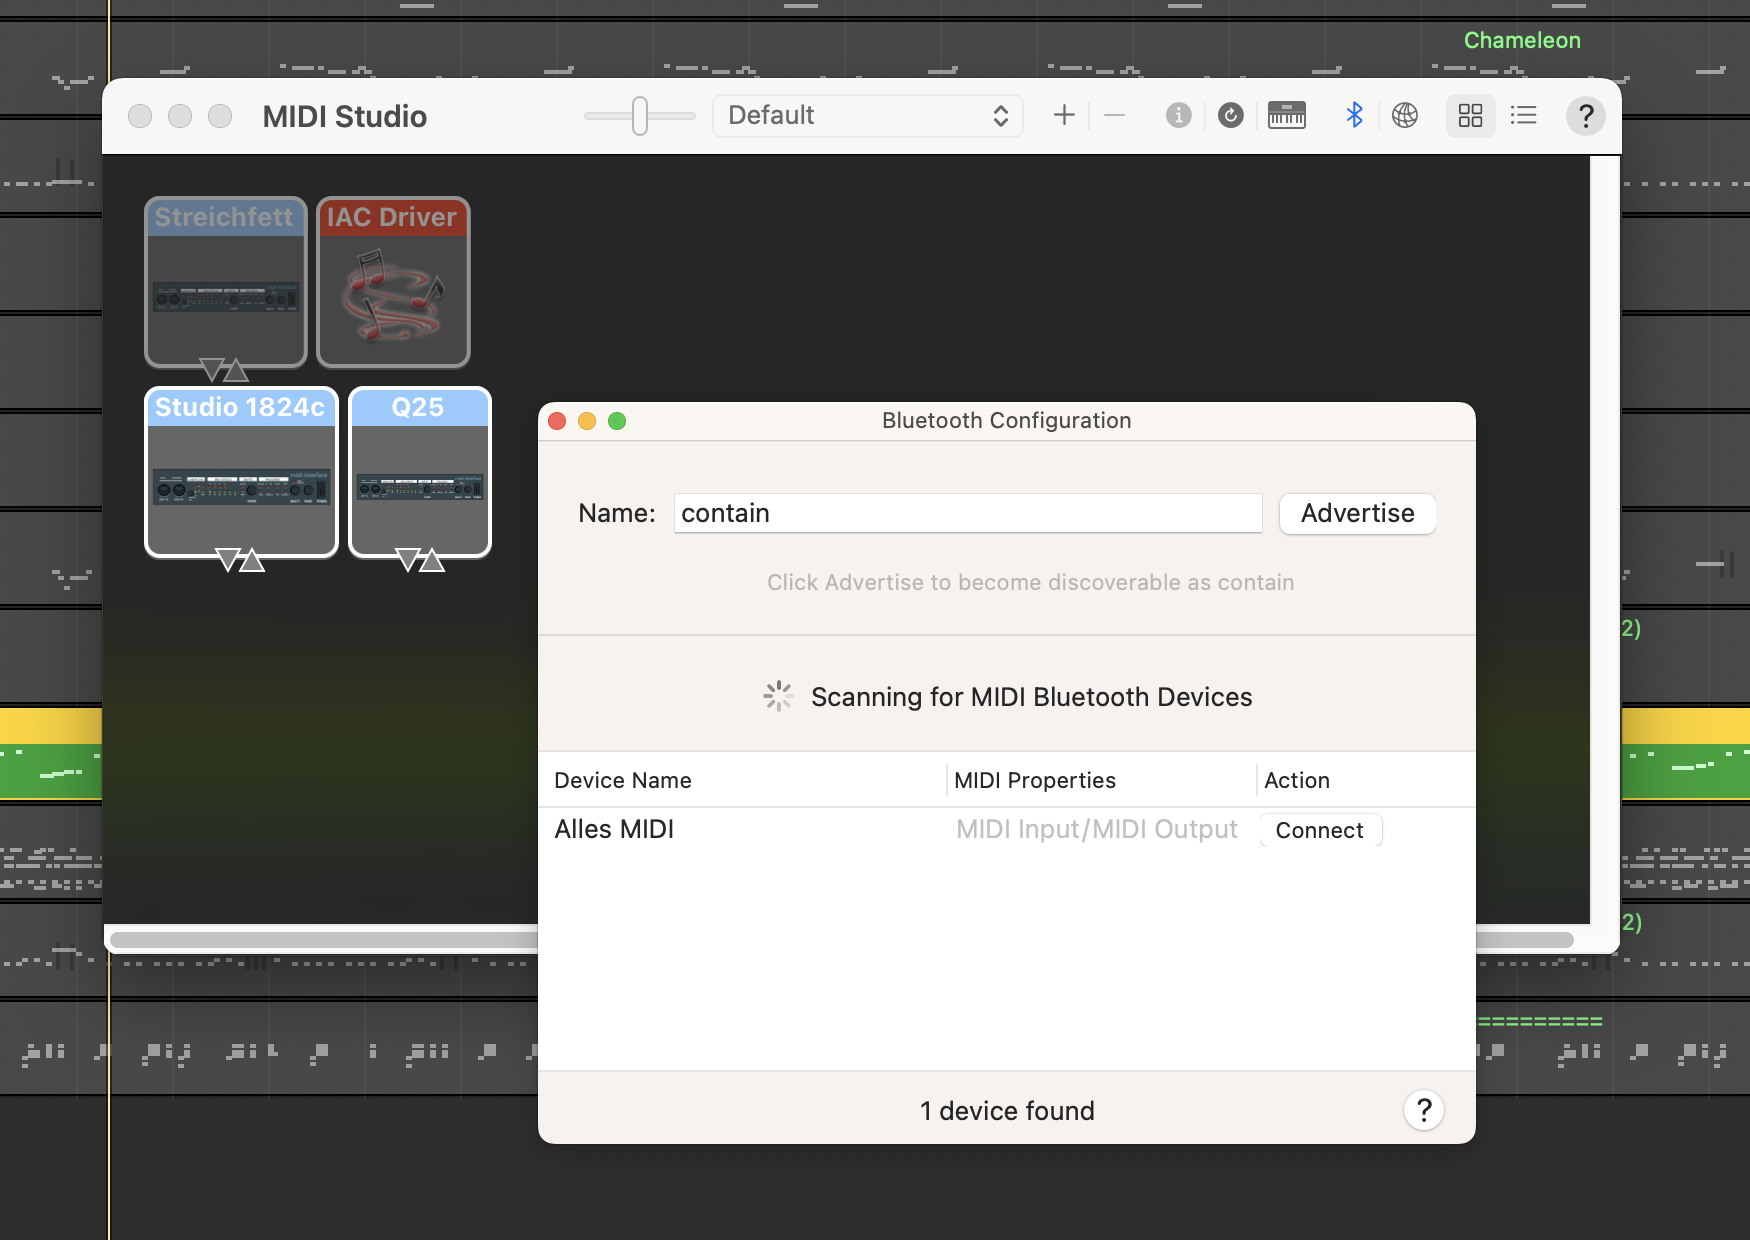 Chameleon
MIDI Studio
Default
?
Streichfett
IAC Driver
Studio 1824c
Q25
Bluetooth Configuration
Name:
contain
Advertise
Click Advertise to become discoverable as contain
2)
Scanning for MIDI Bluetooth Devices
Device Name
MIDI Properties
Action
Alles MIDI
MIDI Input/MIDI Output
Connect
2)
1 device found
?